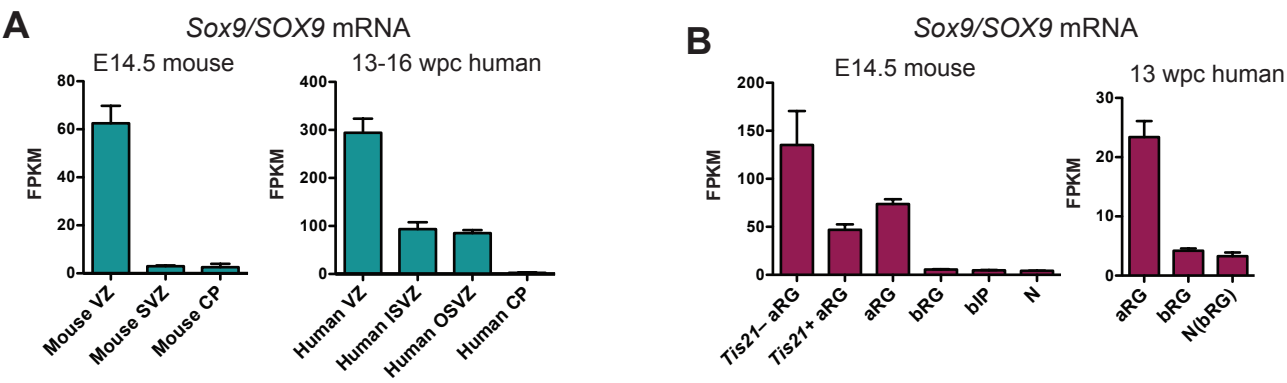 A
Sox9/SOX9 mRNA
E14.5 mouse
FPKM
80
60
40
20
0
Mouse VZ
Mouse SVZ
Mouse CP
13-16 wpc human
FPKM
400
300
200
100
0
Human VZ
Human ISVZ
Human OSVZ
Human CP
B
Sox9/SOX9 mRNA
E14.5 mouse
FPKM
200
150
100
50
0
Tis21– aRG
Tis21+ aRG
aRG
bRG
bIP
N
13 wpc human
FPKM
30
20
10
0
aRG
bRG
N(bRG)